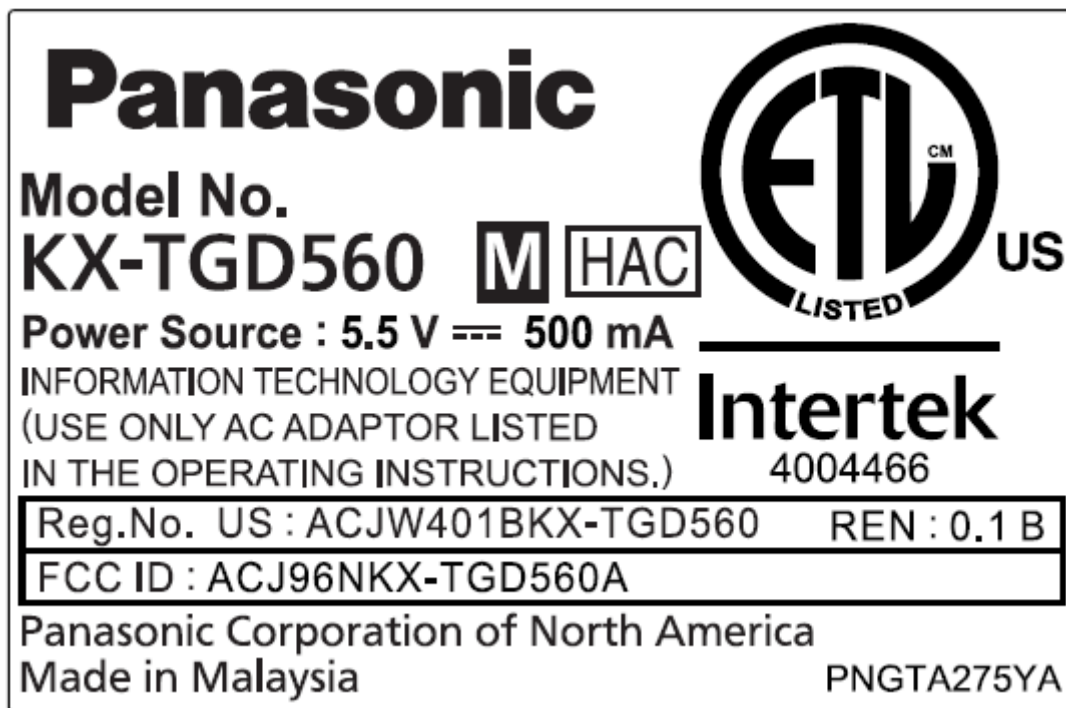 Panasonic
ETL CM
LISTED
US
Intertek
4004466
Model No.
KX-TGD560 M HAC
Power Source : 5.5 V ⎓ 500 mA
INFORMATION TECHNOLOGY EQUIPMENT
(USE ONLY AC ADAPTOR LISTED
IN THE OPERATING INSTRUCTIONS.)
Reg.No. US : ACJW401BKX-TGD560 REN : 0.1 B
FCC ID : ACJ96NKX-TGD560A
Panasonic Corporation of North America
Made in Malaysia PNGTA275YA